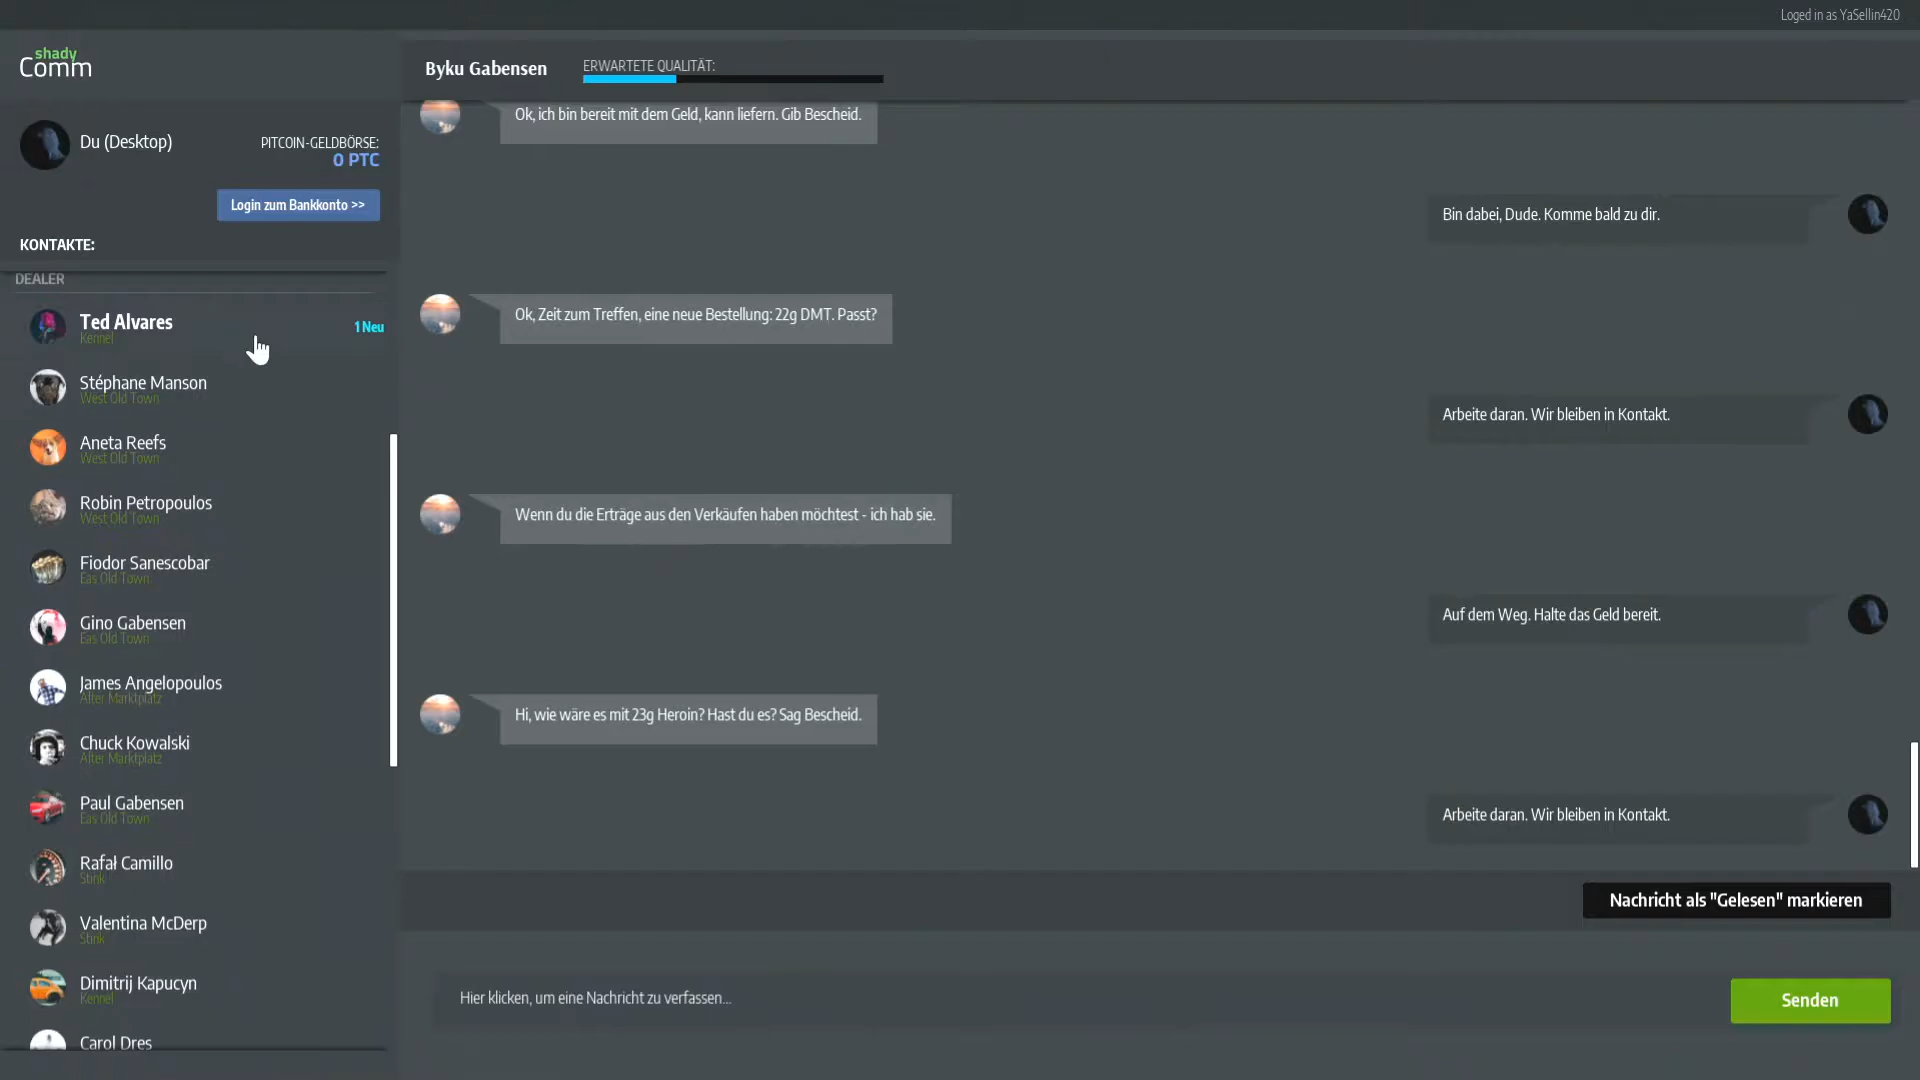 Loged in as YaSellin420
shady
Comm
Du (Desktop)
PITCOIN-GELDBÖRSE:
0 PTC
Login zum Bankkonto >>
KONTAKTE:
DEALER
Ted Alvares
Kennel
1 Neu
Stéphane Manson
West Old Town
Aneta Reefs
West Old Town
Robin Petropoulos
West Old Town
Fiodor Sanescobar
Eas Old Town
Gino Gabensen
Eas Old Town
James Angelopoulos
Alter Marktplatz
Chuck Kowalski
Alter Marktplatz
Paul Gabensen
Eas Old Town
Rafał Camillo
Stink
Valentina McDerp
Stink
Dimitrij Kapucyn
Kennel
Carol Dres
Byku Gabensen
ERWARTETE QUALITÄT:
Ok, ich bin bereit mit dem Geld, kann liefern. Gib Bescheid.
Bin dabei, Dude. Komme bald zu dir.
Ok, Zeit zum Treffen, eine neue Bestellung: 22g DMT. Passt?
Arbeite daran. Wir bleiben in Kontakt.
Wenn du die Erträge aus den Verkäufen haben möchtest - ich hab sie.
Auf dem Weg. Halte das Geld bereit.
Hi, wie wäre es mit 23g Heroin? Hast du es? Sag Bescheid.
Arbeite daran. Wir bleiben in Kontakt.
Nachricht als "Gelesen" markieren
Hier klicken, um eine Nachricht zu verfassen...
Senden